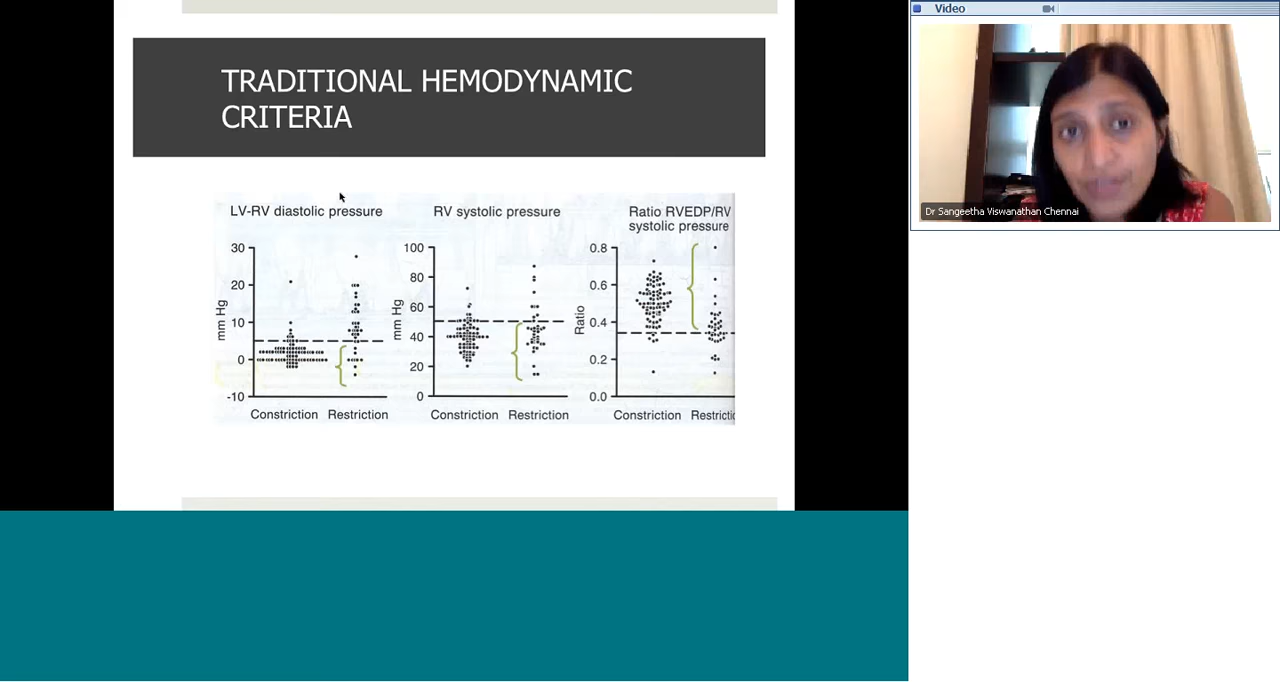 Video
TRADITIONAL HEMODYNAMIC
CRITERIA
Dr Sangeetha Viswanathan Chennai
LV-RV diastolic pressure
30
20
10
0
-10
mm Hg
Constriction Restriction
RV systolic pressure
100
80
60
40
20
0
mm Hg
Constriction Restriction
Ratio RVEDP/RV
systolic pressure
0.8
0.6
0.4
0.2
0.0
Ratio
Constriction Restrictic